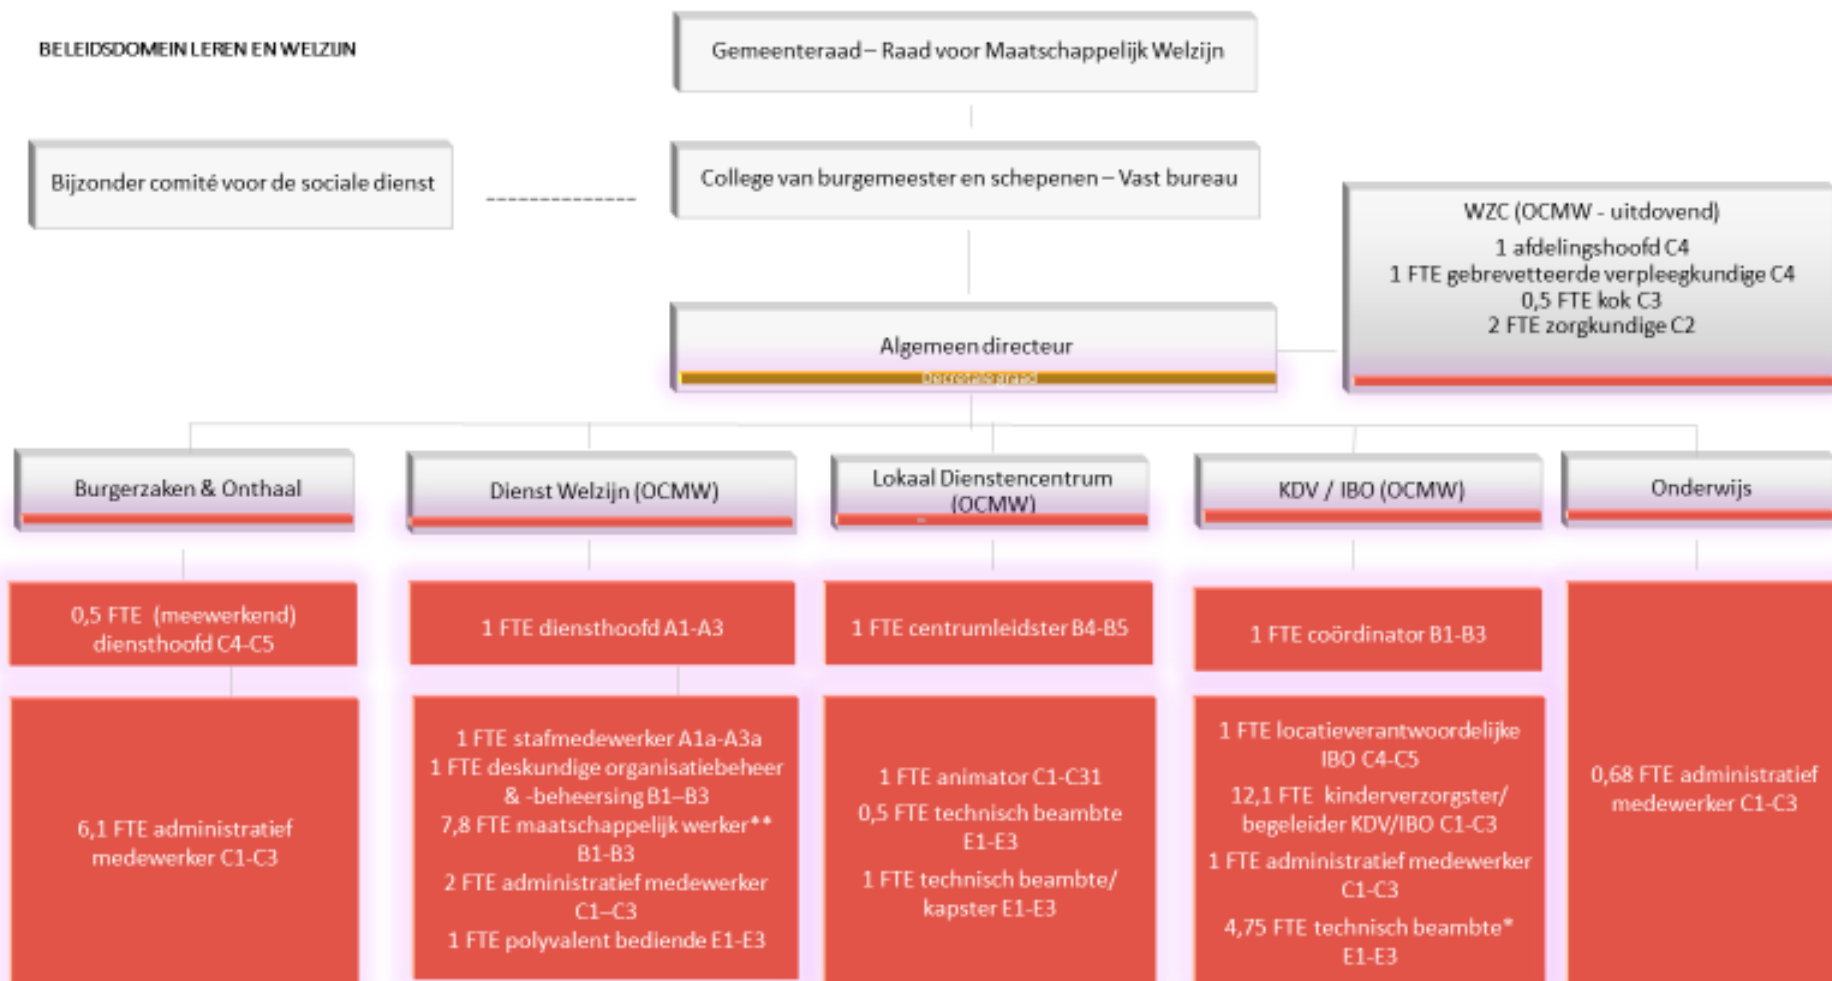 BELEIDSDOMEIN LEREN EN WELZIJN
Gemeenteraad – Raad voor Maatschappelijk Welzijn
Bijzonder comité voor de sociale dienst
College van burgemeester en schepenen – Vast bureau
WZC (OCMW - uitdovend)
1 afdelingshoofd C4
1 FTE gebrevetteerde verpleegkundige C4
0,5 FTE kok C3
2 FTE zorgkundige C2
Algemeen directeur
Decretale graad
Burgerzaken & Onthaal
Dienst Welzijn (OCMW)
Lokaal Dienstencentrum
(OCMW)
KDV / IBO (OCMW)
Onderwijs
0,5 FTE (meewerkend)
diensthoofd C4-C5
1 FTE diensthoofd A1-A3
1 FTE centrumleidster B4-B5
1 FTE coördinator B1-B3
6,1 FTE administratief
medewerker C1-C3
1 FTE stafmedewerker A1a-A3a
1 FTE deskundige organisatiebeheer
& -beheersing B1–B3
7,8 FTE maatschappelijk werker**
B1-B3
2 FTE administratief medewerker
C1–C3
1 FTE polyvalent bediende E1-E3
1 FTE animator C1-C31
0,5 FTE technisch beambte
E1-E3
1 FTE technisch beambte/
kapster E1-E3
1 FTE locatieverantwoordelijke
IBO C4-C5
12,1 FTE kinderverzorgster/
begeleider KDV/IBO C1-C3
1 FTE administratief medewerker
C1-C3
4,75 FTE technisch beambte*
E1-E3
0,68 FTE administratief
medewerker C1-C3